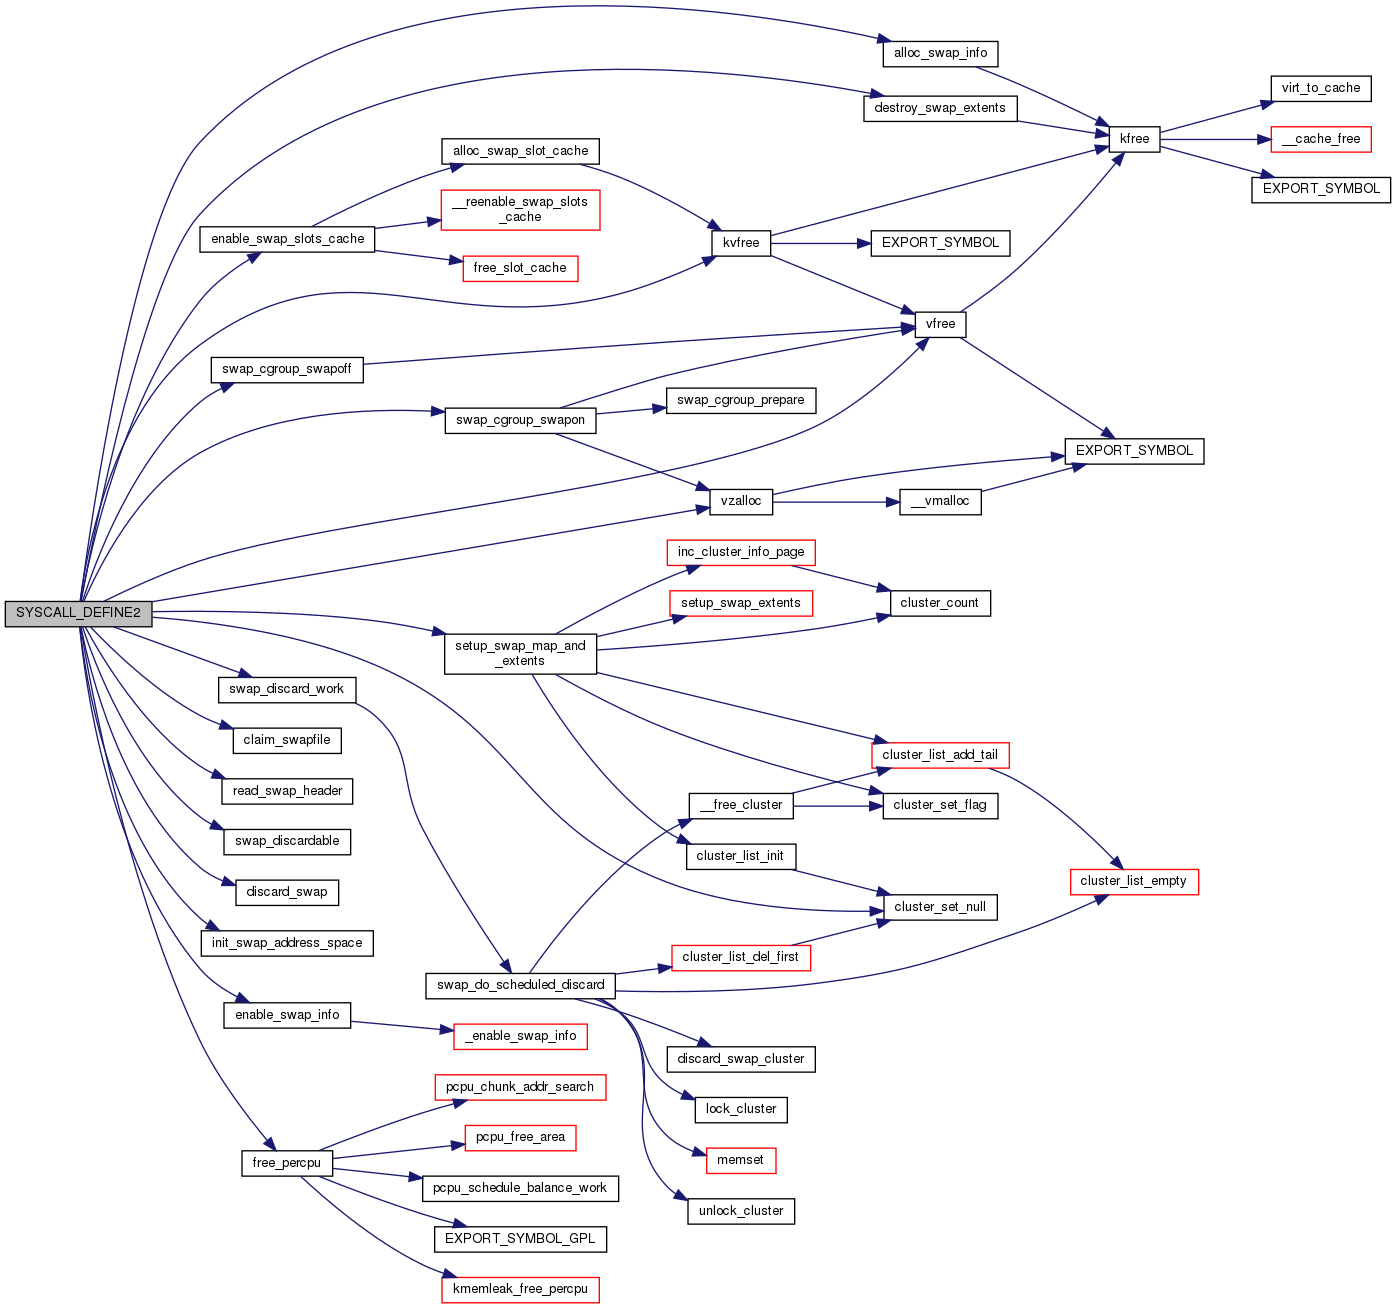 alloc_swap_info
virt_to_cache
destroy_swap_extents
kfree
__cache_free
alloc_swap_slot_cache
EXPORT_SYMBOL
__reenable_swap_slots
_cache
enable_swap_slots_cache
kvfree
EXPORT_SYMBOL
free_slot_cache
vfree
swap_cgroup_swapoff
swap_cgroup_prepare
swap_cgroup_swapon
EXPORT_SYMBOL
vzalloc
__vmalloc
inc_cluster_info_page
setup_swap_extents
cluster_count
SYSCALL_DEFINE2
setup_swap_map_and
_extents
swap_discard_work
claim_swapfile
cluster_list_add_tail
read_swap_header
__free_cluster
cluster_set_flag
swap_discardable
cluster_list_init
cluster_list_empty
discard_swap
cluster_set_null
init_swap_address_space
cluster_list_del_first
swap_do_scheduled_discard
enable_swap_info
_enable_swap_info
discard_swap_cluster
pcpu_chunk_addr_search
lock_cluster
pcpu_free_area
free_percpu
memset
pcpu_schedule_balance_work
unlock_cluster
EXPORT_SYMBOL_GPL
kmemleak_free_percpu